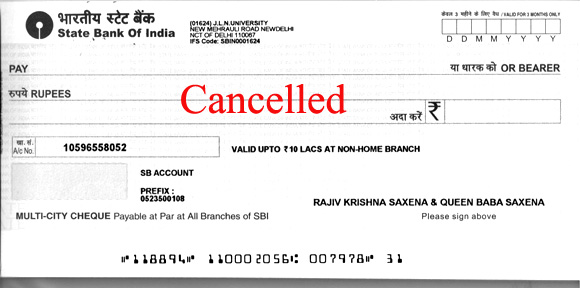 भारतीय स्टेट बैंक
State Bank Of India
(01624) J.L.N.UNIVERSITY
NEW MEHRAULI ROAD NEWDELHI
NCT OF DELHI 110067
IFS Code: SBIN0001624
केवल 3 महीने के लिए वैध / VALID FOR 3 MONTHS ONLY
D D M M Y Y Y Y
PAY
या धारक को OR BEARER
रुपये RUPEES
Cancelled
अदा करें ₹
खा. सं.
A/c No.
10596558052
VALID UPTO ₹ 10 LACS AT NON-HOME BRANCH
SB ACCOUNT
PREFIX :
0523500108
RAJIV KRISHNA SAXENA & QUEEN BABA SAXENA
MULTI-CITY CHEQUE Payable at Par at All Branches of SBI
Please sign above
⑈118894⑈ 110002056⑆ 007978⑈ 31